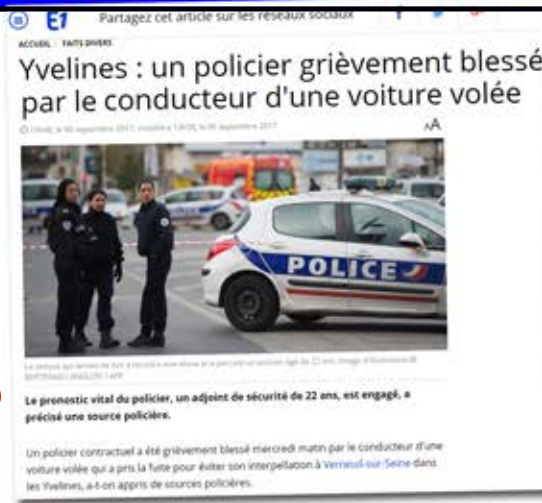 E1 Partagez cet article sur les réseaux sociaux
ACCUEIL FAITS DIVERS
Yvelines : un policier grièvement blessé
par le conducteur d'une voiture volée
AA
POLICE
Le pronostic vital du policier, un adjoint de sécurité de 22 ans, est engagé, a
précisé une source policière.
Un policier contractuel a été grièvement blessé mercredi matin par le conducteur d'une
voiture volée qui a pris la fuite pour éviter son interpellation à Verneuil-sur-Seine dans
les Yvelines, a-t-on appris de sources policières.